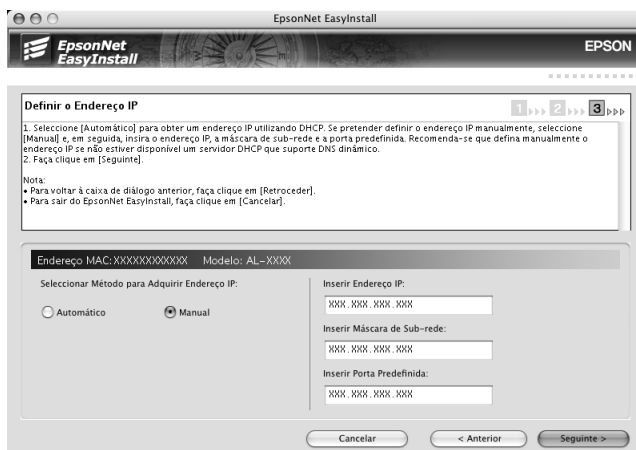 EpsonNet EasyInstall
EpsonNet
EasyInstall
EPSON
Definir o Endereço IP
1 2 3
1. Seleccione [Automático] para obter um endereço IP utilizando DHCP. Se pretender definir o endereço IP manualmente, seleccione
[Manual] e, em seguida, insira o endereço IP, a máscara de sub-rede e a porta predefinida. Recomenda-se que defina manualmente o
endereço IP se não estiver disponível um servidor DHCP que suporte DNS dinâmico.
2. Faça clique em [Seguinte].
Nota:
• Para voltar à caixa de diálogo anterior, faça clique em [Retroceder].
• Para sair do EpsonNet EasyInstall, faça clique em [Cancelar].
Endereço MAC:XXXXXXXXXXXX Modelo: AL-XXXX
Seleccionar Método para Adquirir Endereço IP:
Automático Manual
Inserir Endereço IP:
XXX.XXX.XXX.XXX
Inserir Máscara de Sub-rede:
XXX.XXX.XXX.XXX
Inserir Porta Predefinida:
XXX.XXX.XXX.XXX
Cancelar < Anterior Seguinte >